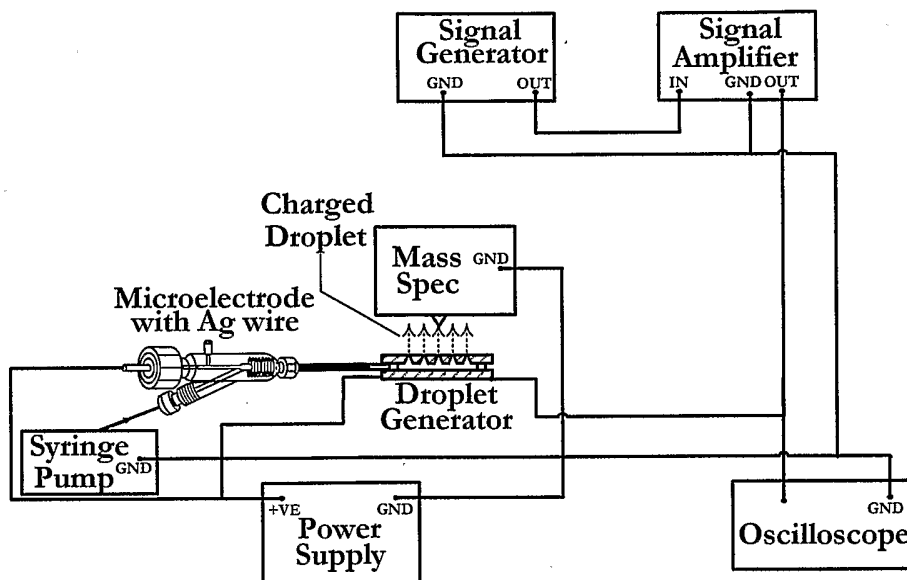 Signal
Generator
GND
OUT
Signal
Amplifier
IN
GND
OUT
Charged
Droplet
Mass
Spec
GND
Microelectrode
with Ag wire
Droplet
Generator
Syringe
Pump
GND
+VE
GND
Power
Supply
GND
Oscilloscope